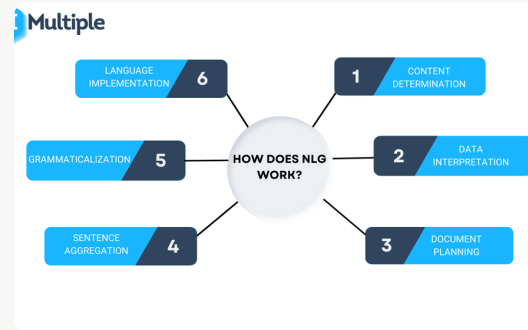 Multiple
HOW DOES NLG
WORK?
1
CONTENT
DETERMINATION
2
DATA
INTERPRETATION
3
DOCUMENT
PLANNING
4
SENTENCE
AGGREGATION
5
GRAMMATICALIZATION
6
LANGUAGE
IMPLEMENTATION